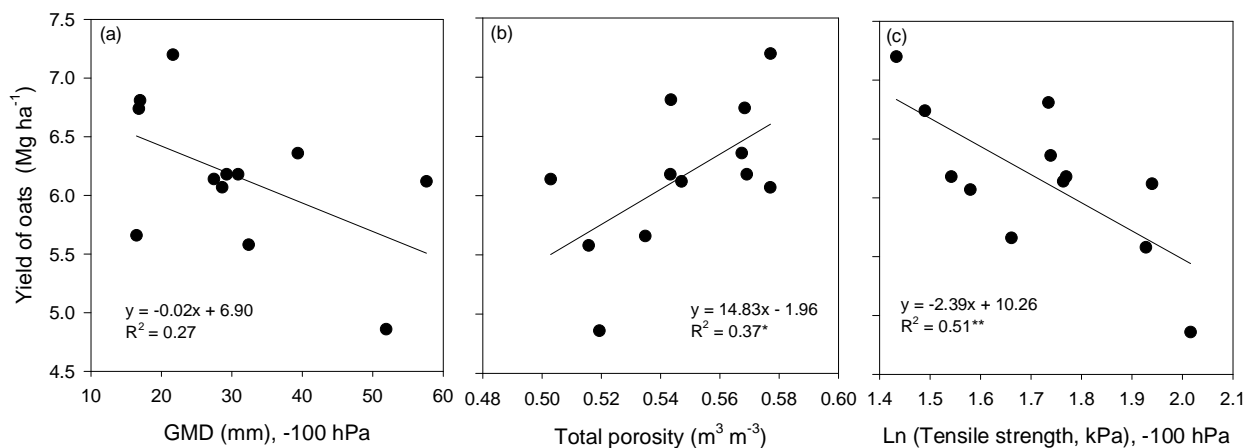 Yield of oats (Mg ha⁻¹)
7.5
7.0
6.5
6.0
5.5
5.0
4.5
(a)
y = -0.02x + 6.90
R² = 0.27
10 20 30 40 50 60
GMD (mm), -100 hPa
(b)
y = 14.83x - 1.96
R² = 0.37*
0.48 0.50 0.52 0.54 0.56 0.58 0.60
Total porosity (m³ m⁻³)
(c)
y = -2.39x + 10.26
R² = 0.51**
1.4 1.5 1.6 1.7 1.8 1.9 2.0 2.1
Ln (Tensile strength, kPa), -100 hPa